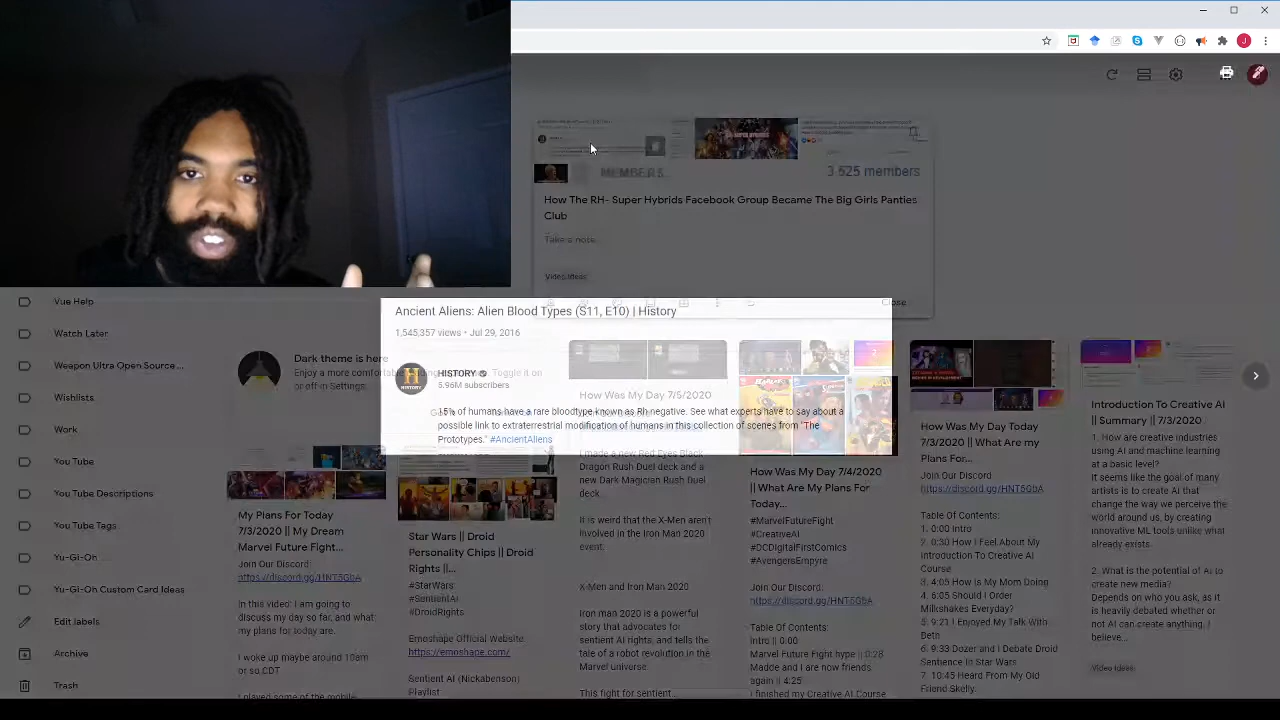 MEMBERS
3 625 members
How The RH- Super Hybrids Facebook Group Became The Big Girls Panties
Club
Take a note
Video Ideas
Close
Vue Help
Watch Later
Weapon Ultra Open Source ...
Wishlists
Work
You Tube
You Tube Descriptions
You Tube Tags
Yu-Gi-Oh
Yu-Gi-Oh Custom Card Ideas
Edit labels
Archive
Trash
Ancient Aliens: Alien Blood Types (S11, E10) | History
1,545,357 views • Jul 29, 2016
HISTORY
5.96M subscribers
15% of humans have a rare bloodtype known as Rh negative. See what experts have to say about a
possible link to extraterrestrial modification of humans in this collection of scenes from "The
Prototypes." #AncientAliens
Dark theme is here
Enjoy a more comfortable
Toggle it on
or off in Settings.
My Plans For Today
7/3/2020 || My Dream
Marvel Future Fight...
Join Our Discord:
https://discord.gg/HNT5GbA
In this video: I am going to
discuss my day so far, and what
my plans for today are.
I woke up maybe around 10am
or so CDT
I played some of the mobile
Star Wars || Droid
Personality Chips || Droid
Rights ||...
#StarWars
#SentientAI
#DroidRights
Emoshape Official Website:
https://emoshape.com/
Sentient AI (Nickabenson)
Playlist
How Was My Day 7/5/2020
I made a new Red Eyes Black
Dragon Rush Duel deck and a
new Dark Magician Rush Duel
deck.
It is weird that the X-Men aren't
involved in the Iron Man 2020
event.
X-Men and Iron Man 2020
Iron man 2020 is a powerful
story that advocates for
sentient AI rights, and tells the
tale of a robot revolution in the
Marvel universe.
This fight for sentient...
How Was My Day 7/4/2020
|| What Are My Plans For
Today...
#MarvelFutureFight
#CreativeAI
#DCDigitalFirstComics
#AvengersEmpyre
Join Our Discord:
https://discord.gg/HNT5GbA
Table Of Contents:
Intro || 0:00
Marvel Future Fight hype || 0:28
Madde and I are now friends
again || 4:25
I finished my Creative AI Course
How Was My Day Today
7/3/2020 || What Are my
Plans For...
Join Our Discord
https://discord.gg/HNT5GbA
Table Of Contents:
1. 0:00 Intro
2. 0:30 How I Feel About My
Introduction To Creative AI
Course
3. 4:05 How Is My Mom Doing
4. 6:05 Should I Order
Milkshakes Everyday?
5. 9:21 I Enjoyed My Talk With
Beth
6. 9:33 Dozer and I Debate Droid
Sentience In Star Wars
7. 10:45 Heard From My Old
Friend Skelly:
Introduction To Creative AI
|| Summary || 7/3/2020
1. How are creative industries
using AI and machine learning
at a basic level?
It seems like the goal of many
artists is to create AI that
change the way we perceive the
world around us, by creating
innovative ML tools unlike what
already exists.
2. What is the potential of AI to
create new media?
Depends on who you ask, as it
is heavily debated whether or
not AI can create anything. I
believe...
Video Ideas